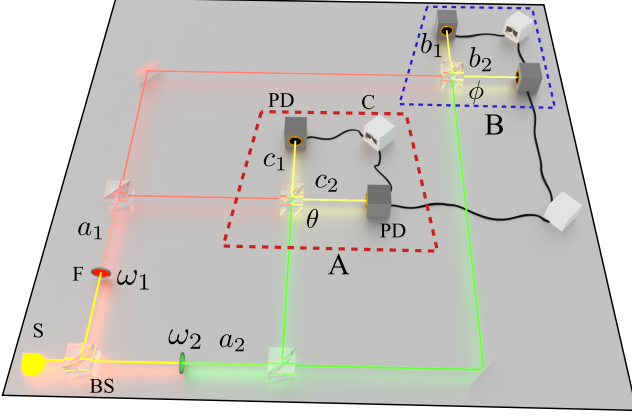 b₁
b₂
ϕ
B
PD
C
c₁
c₂
θ
PD
A
a₁
F
ω₁
S
ω₂
a₂
BS